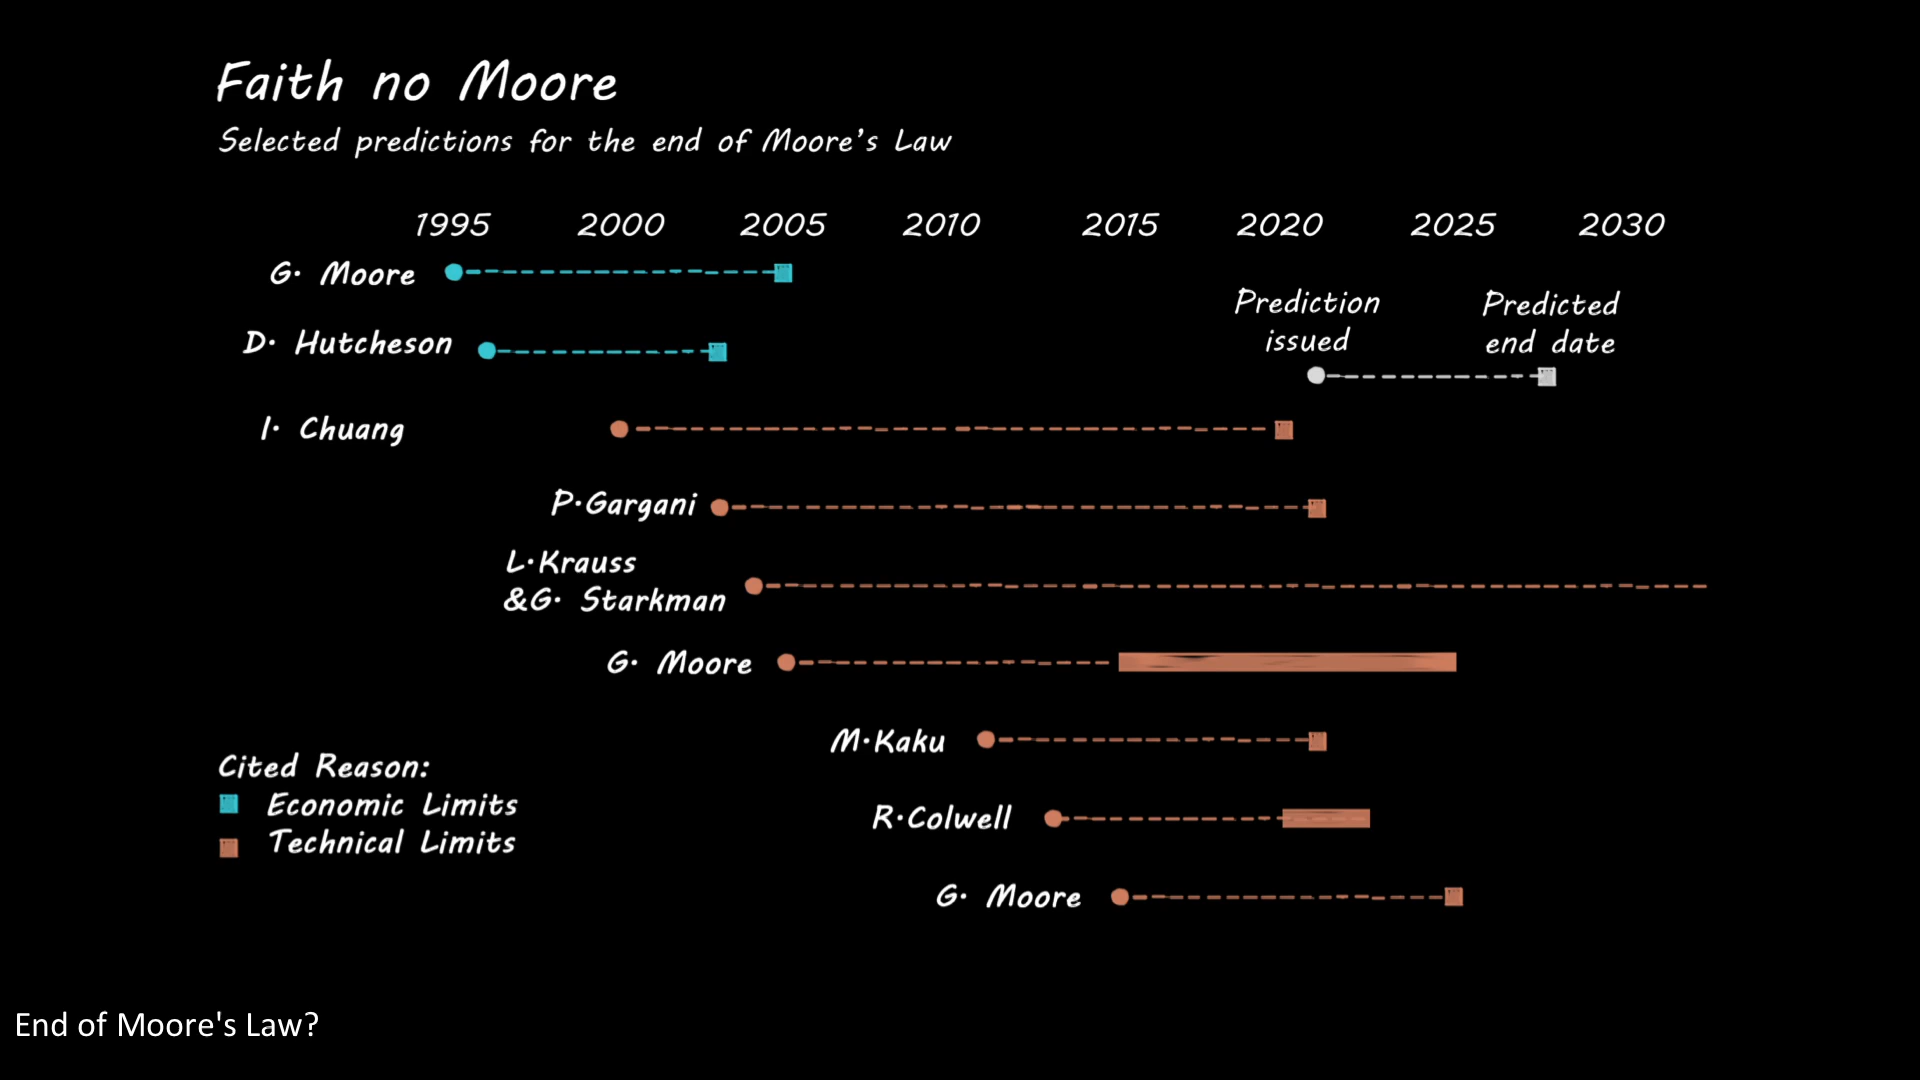 Faith no Moore
Selected predictions for the end of Moore's Law
1995 2000 2005 2010 2015 2020 2025 2030
G. Moore
Prediction issued
Predicted end date
D. Hutcheson
I. Chuang
P.Gargani
L.Krauss
&G. Starkman
G. Moore
M.Kaku
Cited Reason:
Economic Limits
Technical Limits
R.Colwell
G. Moore
End of Moore's Law?